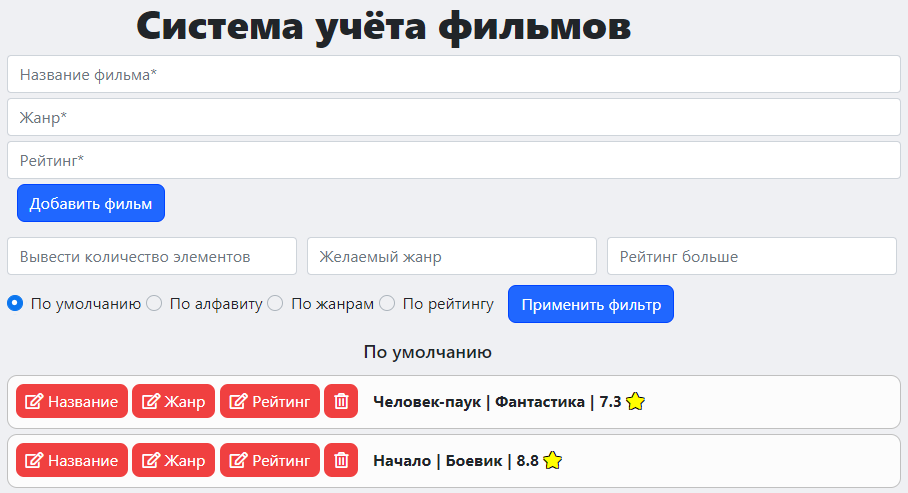 Система учёта фильмов
Название фильма*
Жанр*
Рейтинг*
Добавить фильм
Вывести количество элементов Желаемый жанр Рейтинг больше
По умолчанию По алфавиту По жанрам По рейтингу Применить фильтр
По умолчанию
Название Жанр Рейтинг Человек-паук | Фантастика | 7.3
Название Жанр Рейтинг Начало | Боевик | 8.8